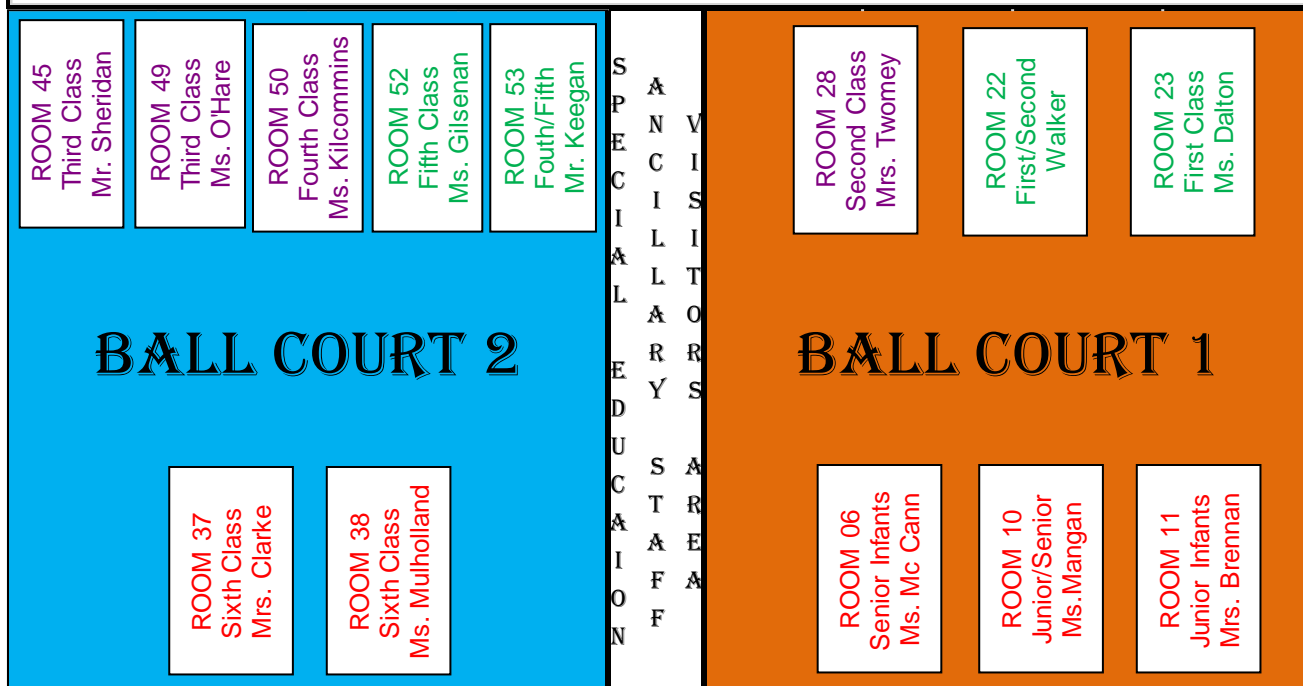 ROOM 45
Third Class
Mr. Sheridan
ROOM 49
Third Class
Ms. O'Hare
ROOM 50
Fourth Class
Ms. Kilcommins
ROOM 52
Fifth Class
Ms. Gilsenan
ROOM 53
Fouth/Fifth
Mr. Keegan
BALL COURT 2
ROOM 37
Sixth Class
Mrs. Clarke
ROOM 38
Sixth Class
Ms. Mulholland
SPECIAL EDUCAION
ANCILLARY STAFF
VISITORS AREA
ROOM 28
Second Class
Mrs. Twomey
ROOM 22
First/Second
Walker
ROOM 23
First Class
Ms. Dalton
BALL COURT 1
ROOM 06
Senior Infants
Ms. Mc Cann
ROOM 10
Junior/Senior
Ms.Mangan
ROOM 11
Junior Infants
Mrs. Brennan